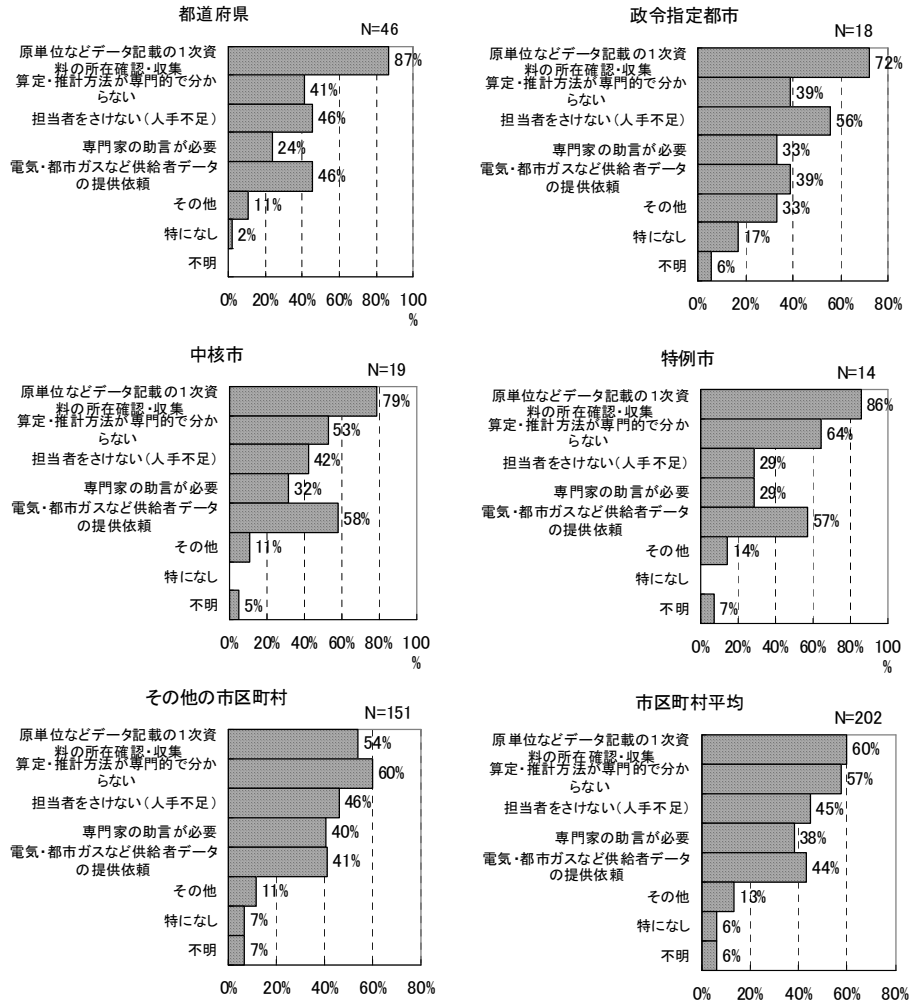 都道府県
N=46
原単位などデータ記載の1次資
料の所在確認・収集
87%
算定・推計方法が専門的で分か
らない
41%
担当者をさけない(人手不足)
46%
専門家の助言が必要
24%
電気・都市ガスなど供給者データ
の提供依頼
46%
その他
11%
特になし
2%
不明
0% 20% 40% 60% 80% 100
%
政令指定都市
N=18
原単位などデータ記載の1次資
料の所在確認・収集
72%
算定・推計方法が専門的で分か
らない
39%
担当者をさけない(人手不足)
56%
専門家の助言が必要
33%
電気・都市ガスなど供給者データ
の提供依頼
39%
その他
33%
特になし
17%
不明
6%
0% 20% 40% 60% 80%
中核市
N=19
原単位などデータ記載の1次資
料の所在確認・収集
79%
算定・推計方法が専門的で分か
らない
53%
担当者をさけない(人手不足)
42%
専門家の助言が必要
32%
電気・都市ガスなど供給者データ
の提供依頼
58%
その他
11%
特になし
不明
5%
0% 20% 40% 60% 80% 100
%
特例市
N=14
原単位などデータ記載の1次資
料の所在確認・収集
86%
算定・推計方法が専門的で分か
らない
64%
担当者をさけない(人手不足)
29%
専門家の助言が必要
29%
電気・都市ガスなど供給者データ
の提供依頼
57%
その他
14%
特になし
不明
7%
0% 20% 40% 60% 80% 100
%
その他の市区町村
N=151
原単位などデータ記載の1次資
料の所在確認・収集
54%
算定・推計方法が専門的で分か
らない
60%
担当者をさけない(人手不足)
46%
専門家の助言が必要
40%
電気・都市ガスなど供給者データ
の提供依頼
41%
その他
11%
特になし
7%
不明
7%
0% 20% 40% 60% 80%
市区町村平均
N=202
原単位などデータ記載の1次資
料の所在確認・収集
60%
算定・推計方法が専門的で分か
らない
57%
担当者をさけない(人手不足)
45%
専門家の助言が必要
38%
電気・都市ガスなど供給者データ
の提供依頼
44%
その他
13%
特になし
6%
不明
6%
0% 20% 40% 60% 80%